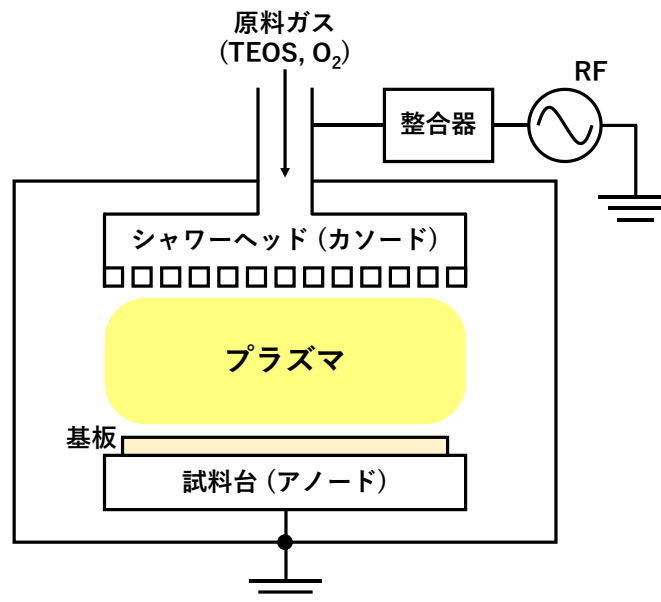 原料ガス
(TEOS, O₂)
RF
整合器
シャワーヘッド (カソード)
プラズマ
基板
試料台 (アノード)